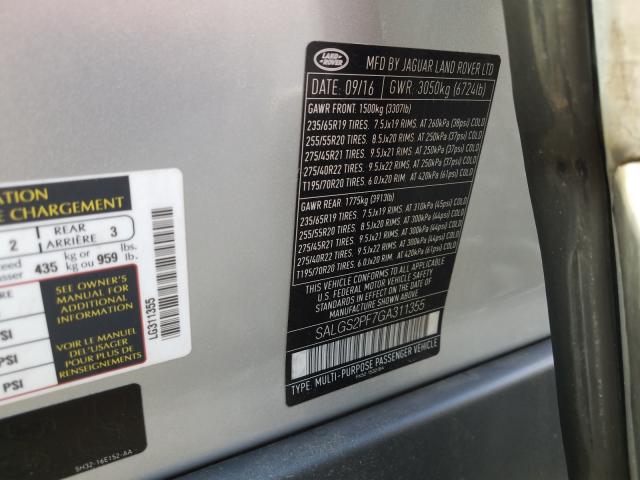 LAND ROVER
MFD BY JAGUAR LAND ROVER LTD
DATE: 09/16 GWR: 3050kg (6724lb)
GAWR FRONT 1500kg (3307lb)
235/65R19 TIRES. 7.5Jx19 RIMS. AT 260kPa (38psi) COLD
255/55R20 TIRES. 8.5Jx20 RIMS. AT 250kPa (37psi) COLD
275/45R21 TIRES. 9.5Jx21 RIMS. AT 250kPa (37psi) COLD
275/40R22 TIRES. 9.5Jx22 RIMS. AT 250kPa (37psi) COLD
T195/70R20 TIRES. 6.0Jx20 RIM. AT 420kPa (61psi) COLD
GAWR REAR 1775kg (3913lb)
235/65R19 TIRES. 7.5Jx19 RIMS. AT 310kPa (45psi) COLD
255/55R20 TIRES. 8.5Jx20 RIMS. AT 300kPa (44psi) COLD
275/45R21 TIRES. 9.5Jx21 RIMS. AT 300kPa (44psi) COLD
275/40R22 TIRES. 9.5Jx22 RIMS. AT 300kPa (44psi) COLD
T195/70R20 TIRES. 6.0Jx20 RIM. AT 420kPa (61psi) COLD
THIS VEHICLE CONFORMS TO ALL APPLICABLE
U.S. FEDERAL MOTOR VEHICLE SAFETY
STANDARDS IN EFFECT ON THE DATE OF
MANUFACTURE SHOWN ABOVE.
SALGS2PF7GA311355
TYPE: MULTI-PURPOSE PASSENGER VEHICLE
ATION
E CHARGEMENT
2 REAR ARRIÈRE 3
xceed 435 kg or kg ou 959 lbs. lb.
SEE OWNER'S
MANUAL FOR
ADDITIONAL
INFORMATION
VOIR LE MANUEL
DE L'USAGER
POUR PLUS DE
RENSEIGNEMENTS
PSI
PSI
LG311355
5H32-16E152-AA